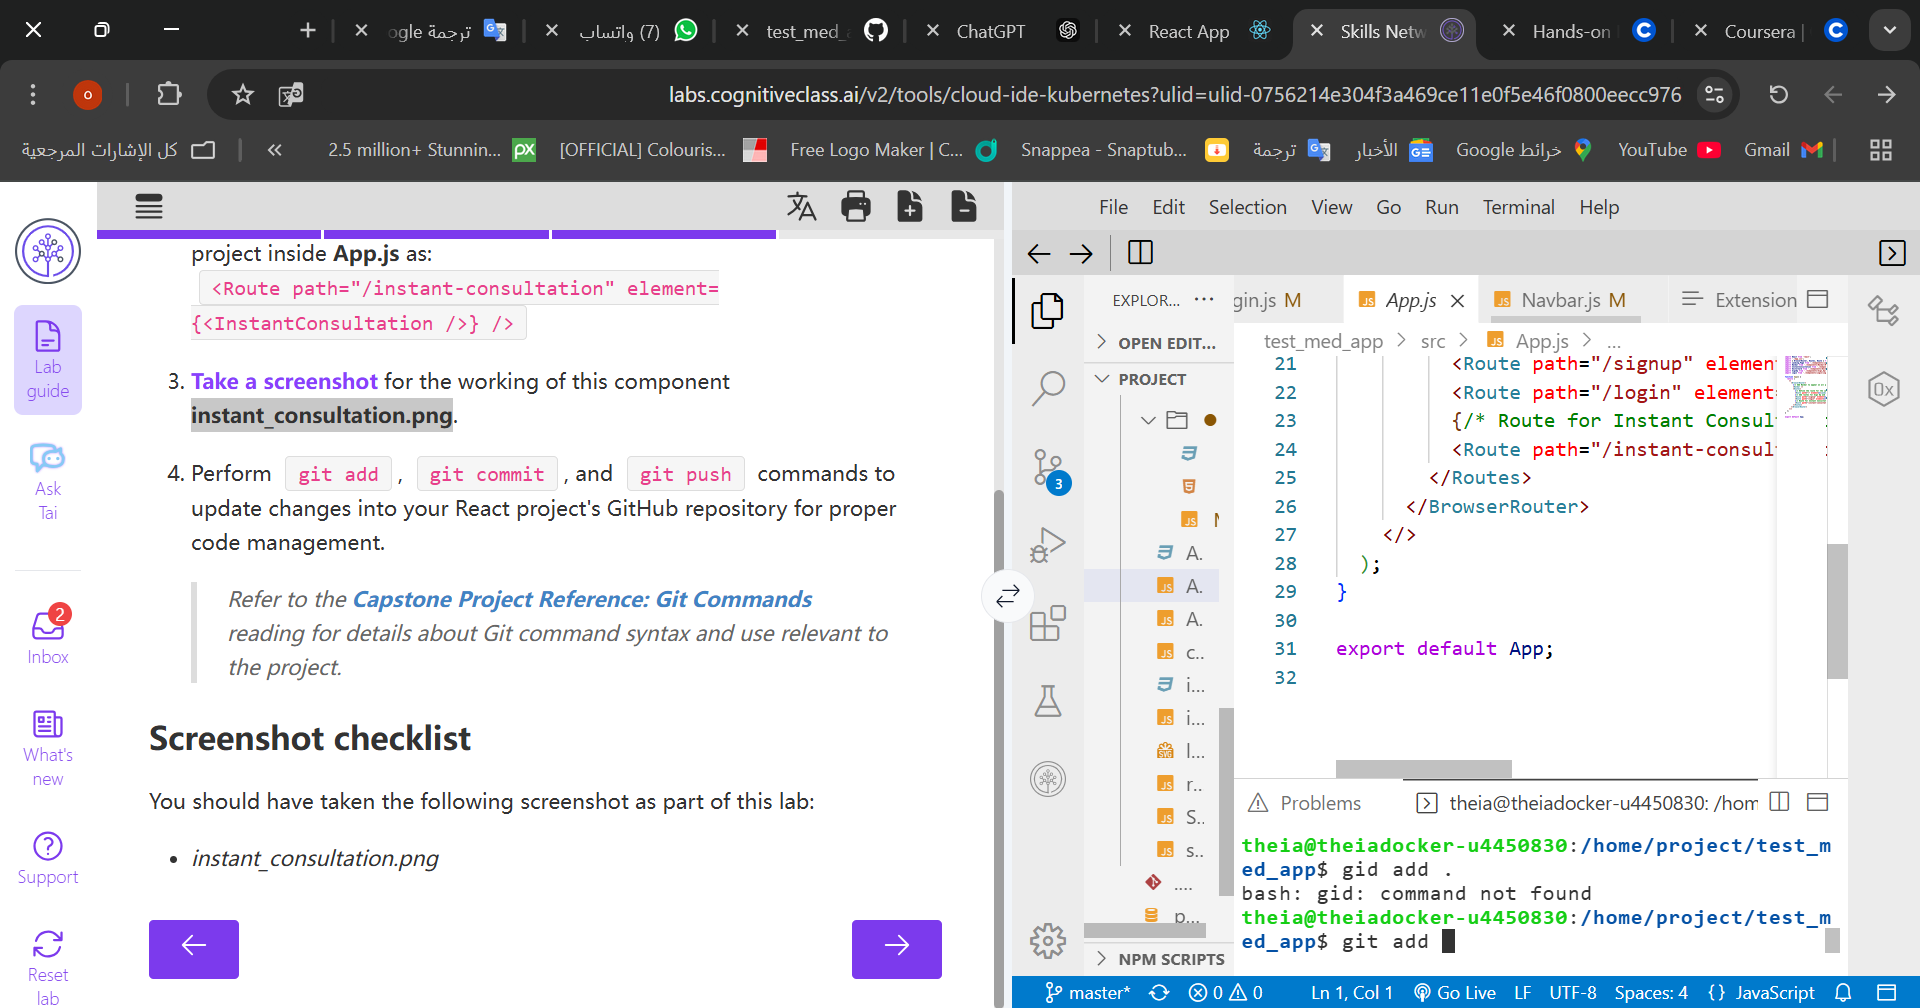 ogle ترجمة
(7) واتساب
test_med_
ChatGPT
React App
Skills Netw
Hands-on
Coursera |
o
labs.cognitiveclass.ai/v2/tools/cloud-ide-kubernetes?ulid=ulid-0756214e304f3a469ce11e0f5e46f0800eecc976
كل الإشارات المرجعية
2.5 million+ Stunnin...
[OFFICIAL] Colouris...
Free Logo Maker | C...
Snappea - Snaptub...
ترجمة
الأخبار
خرائط Google
YouTube
Gmail
Lab guide
Ask Tai
2
Inbox
What's new
Support
Reset lab
project inside App.js as:
<Route path="/instant-consultation" element=
{<InstantConsultation />} />
3. Take a screenshot for the working of this component
instant_consultation.png.
4. Perform git add , git commit , and git push commands to
update changes into your React project's GitHub repository for proper
code management.
Refer to the Capstone Project Reference: Git Commands
reading for details about Git command syntax and use relevant to
the project.
Screenshot checklist
You should have taken the following screenshot as part of this lab:
• instant_consultation.png
File Edit Selection View Go Run Terminal Help
EXPLOR... ...
OPEN EDIT...
PROJECT
A.
A.
A.
c..
i...
i...
l...
r..
S..
s..
....
p...
NPM SCRIPTS
3
gin.js M
App.js
Navbar.js M
Extension
test_med_app > src > App.js > ...
21 <Route path="/signup" elemen
22 <Route path="/login" element
23 {/* Route for Instant Consul
24 <Route path="/instant-consul
25 </Routes>
26 </BrowserRouter>
27 </>
28 );
29 }
30
31 export default App;
32
Problems
theia@theiadocker-u4450830: /hom
theia@theiadocker-u4450830:/home/project/test_m
ed_app$ gid add .
bash: gid: command not found
theia@theiadocker-u4450830:/home/project/test_m
ed_app$ git add
master* 0 0 Ln 1, Col 1 Go Live LF UTF-8 Spaces: 4 {} JavaScript